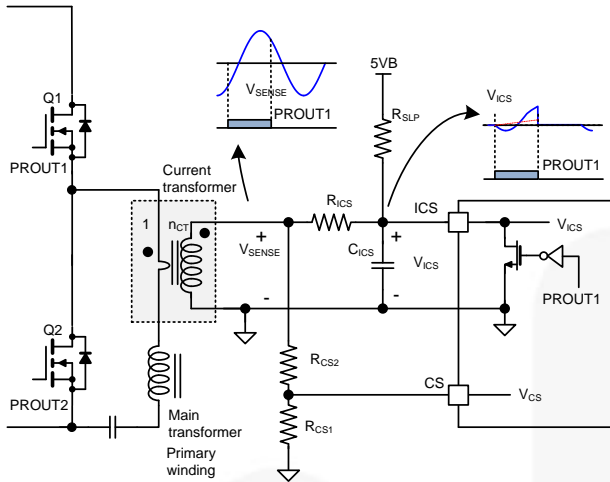 Q1
PROUT1
Q2
PROUT2
Current
transformer
1
nCT
Main
transformer
Primary
winding
VSENSE
PROUT1
+
VSENSE
-
5VB
RSLP
RICS
CICS
+
VICS
-
RCS2
RCS1
VICS
PROUT1
ICS
VICS
PROUT1
CS
VCS